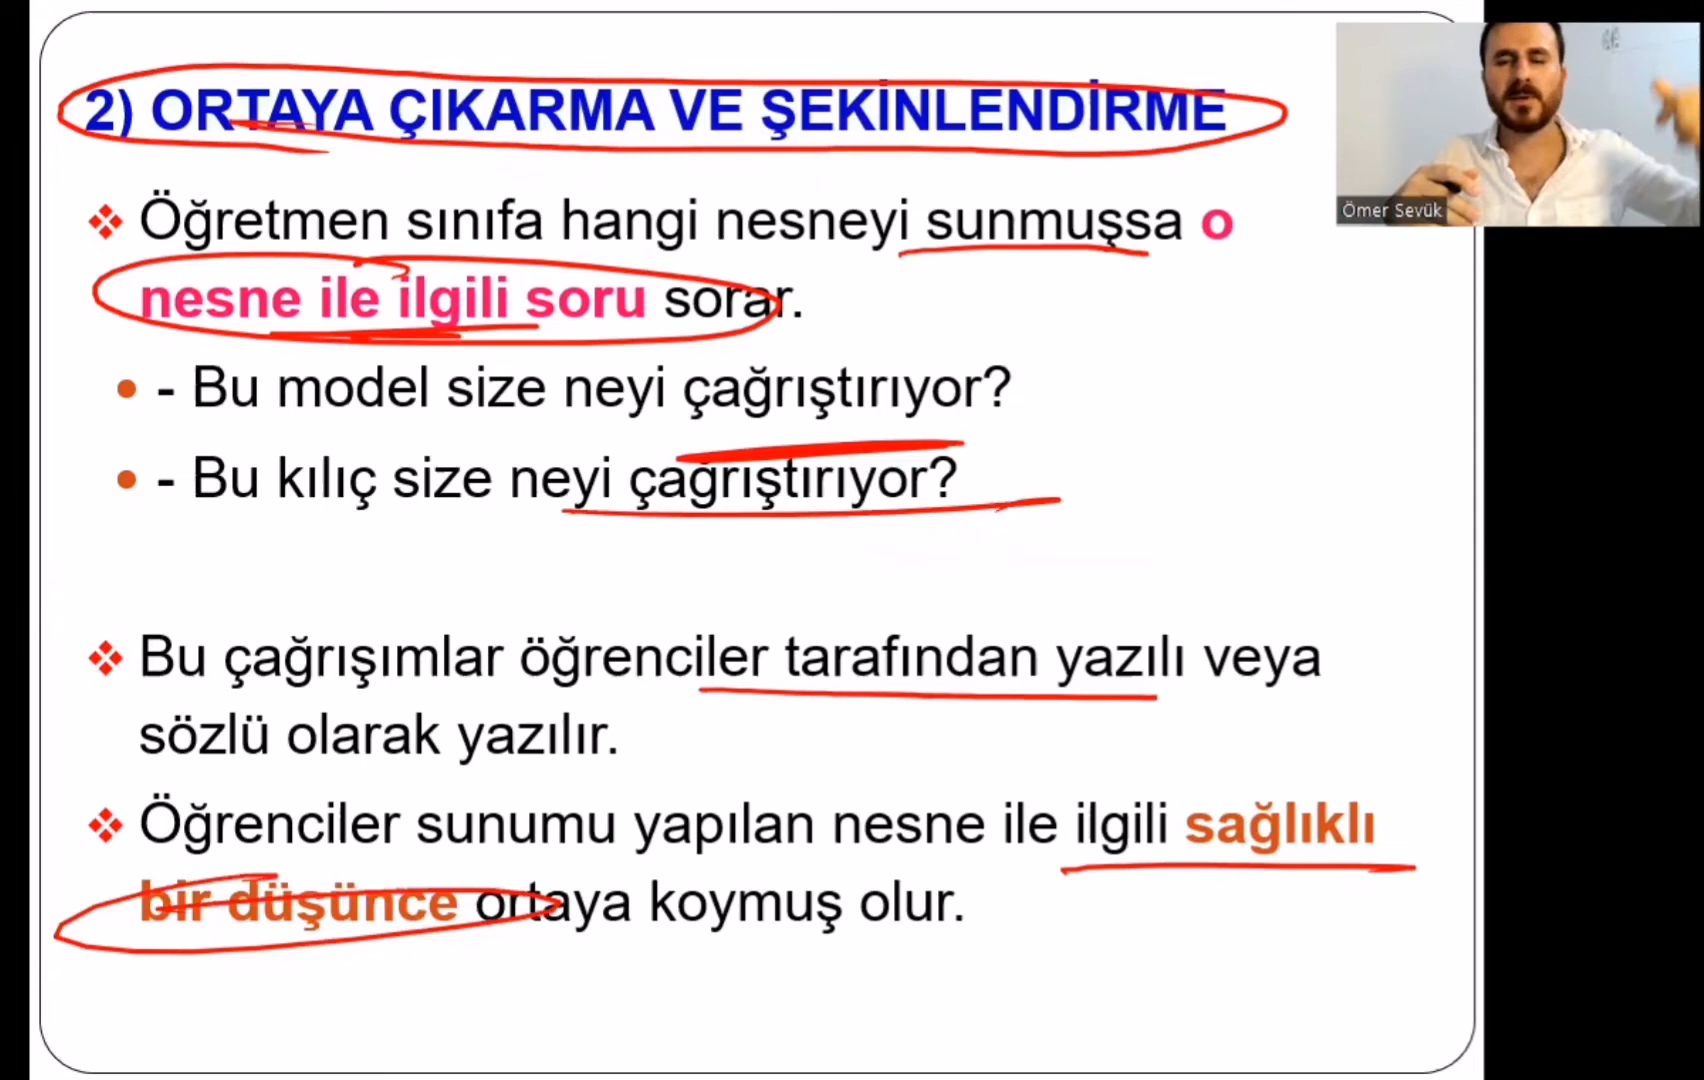 2) ORTAYA ÇIKARMA VE ŞEKİNLENDİRME
Öğretmen sınıfa hangi nesneyi sunmuşsa o
nesne ile ilgili soru sorar.
- Bu model size neyi çağrıştırıyor?
- Bu kılıç size neyi çağrıştırıyor?
Bu çağrışımlar öğrenciler tarafından yazılı veya
sözlü olarak yazılır.
Öğrenciler sunumu yapılan nesne ile ilgili sağlıklı
bir düşünce ortaya koymuş olur.
Ömer Sevük